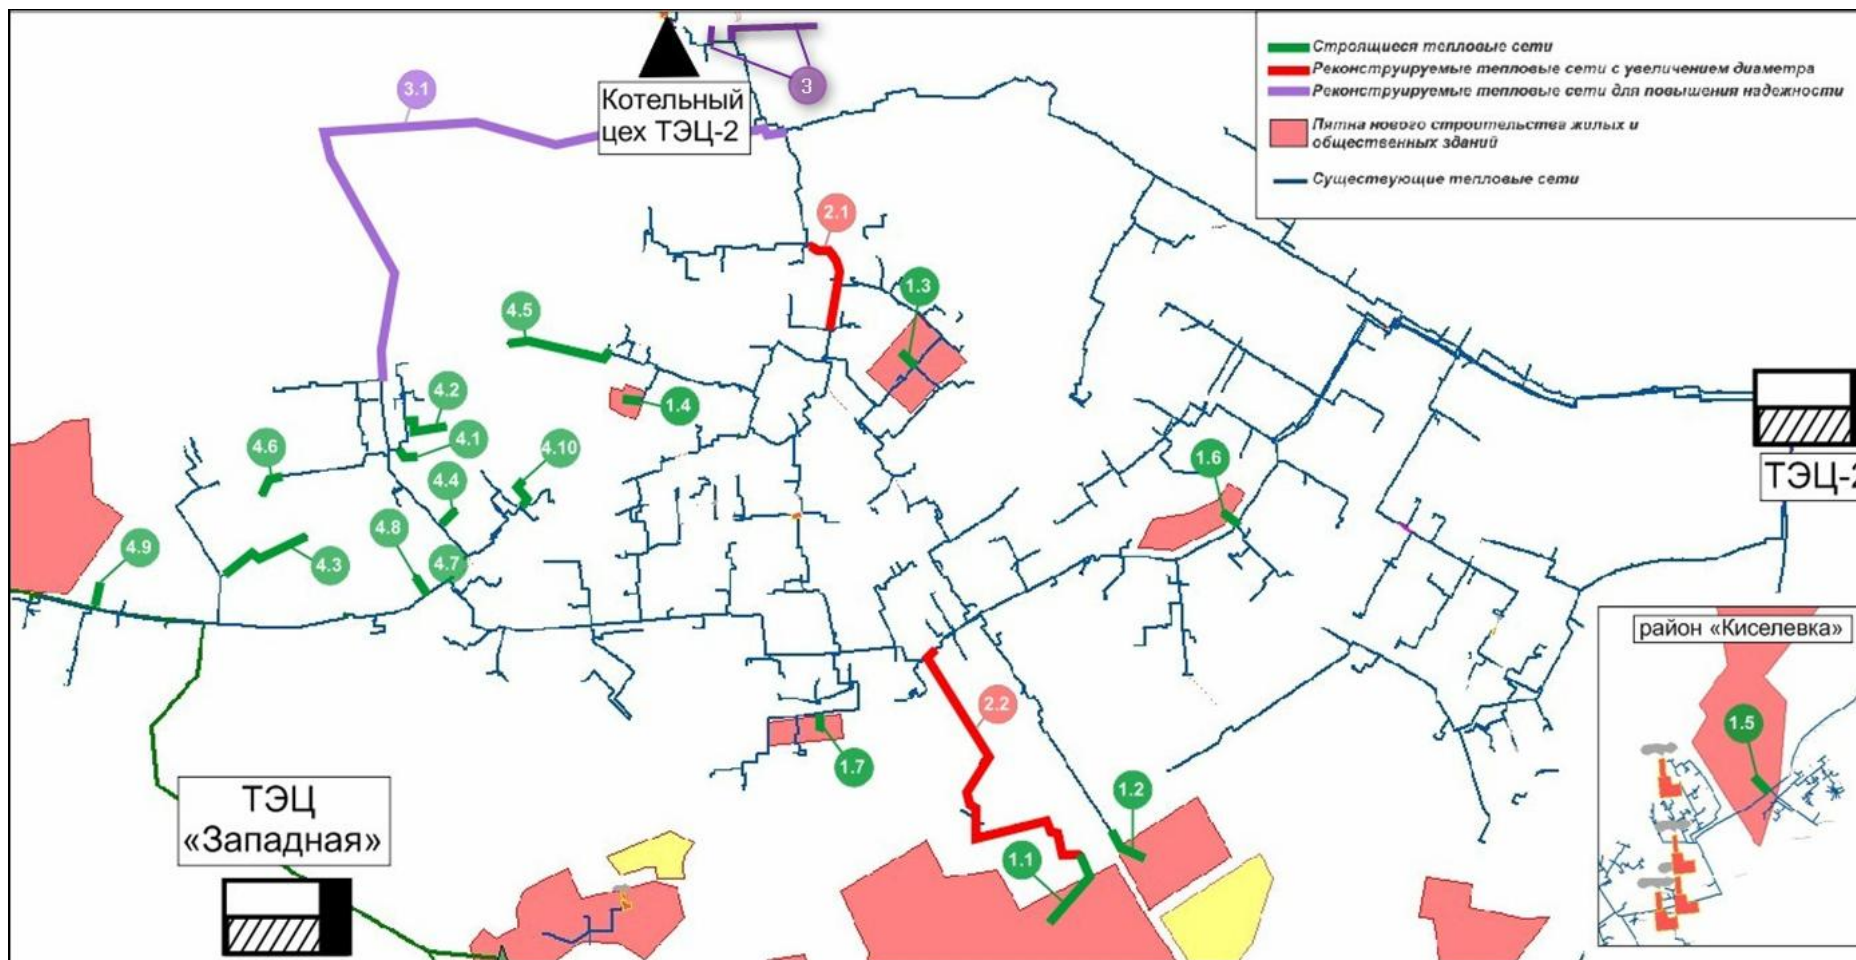 Строящиеся тепловые сети
Реконструируемые тепловые сети с увеличением диаметра
Реконструируемые тепловые сети для повышения надежности
Пятна нового строительства жилых и
общественных зданий
Существующие тепловые сети
3
3.1
Котельный
цех ТЭЦ-2
2.1
1.3
4.5
4.2
1.4
4.1
4.6
4.10
1.6
4.4
ТЭЦ-2
4.8
4.9
4.3
4.7
район «Киселевка»
2.2
1.5
1.7
1.2
ТЭЦ
«Западная»
1.1